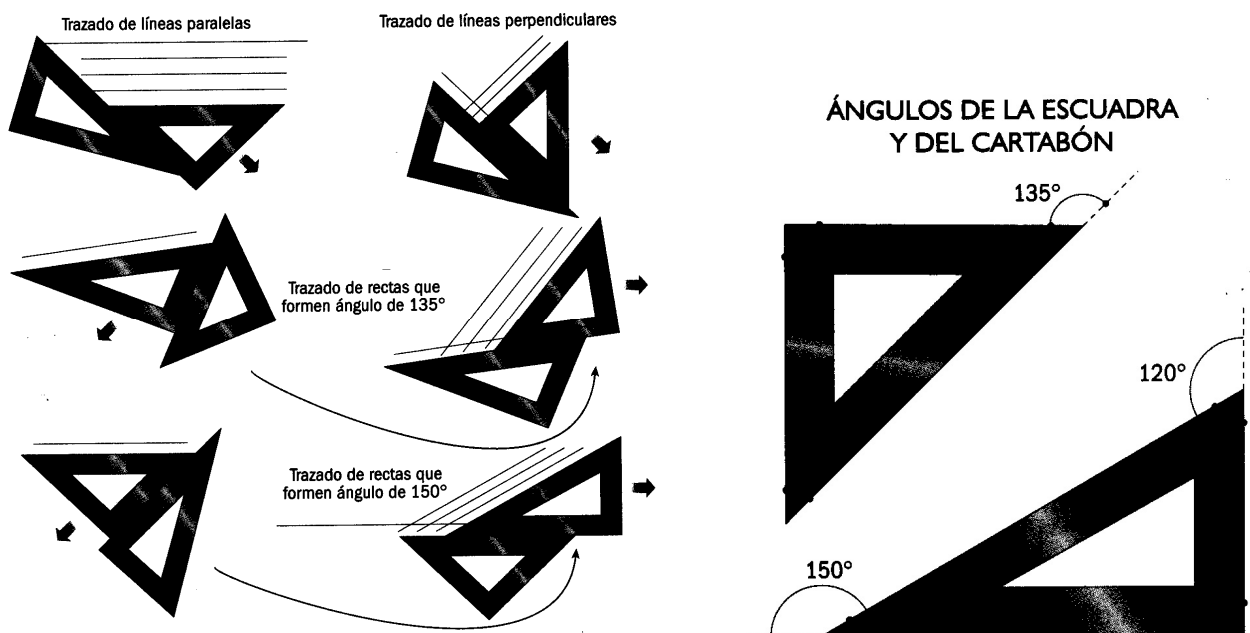 Trazado de líneas paralelas
Trazado de líneas perpendiculares
Trazado de rectas que
formen ángulo de 135°
Trazado de rectas que
formen ángulo de 150°
ÁNGULOS DE LA ESCUADRA
Y DEL CARTABÓN
135°
120°
150°